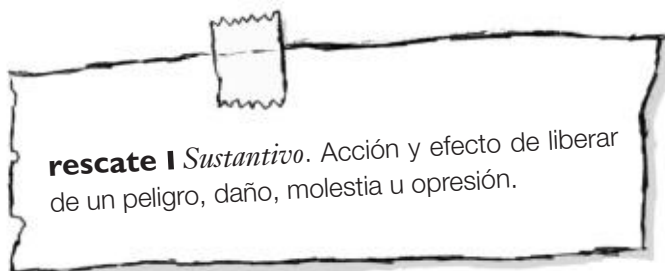 rescate I Sustantivo. Acción y efecto de liberar
de un peligro, daño, molestia u opresión.